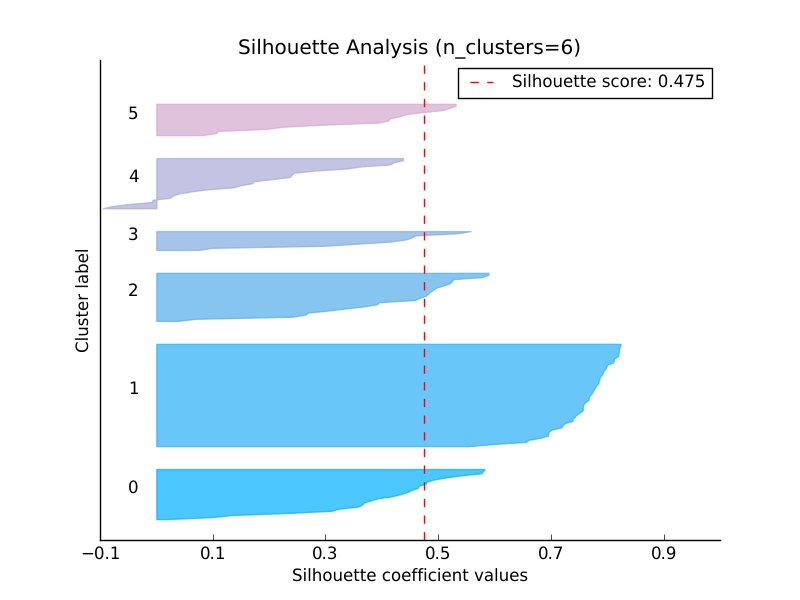 Silhouette Analysis (n_clusters=6)
Silhouette score: 0.475
5
4
3
2
1
0
Cluster label
−0.1 0.1 0.3 0.5 0.7 0.9
Silhouette coefficient values